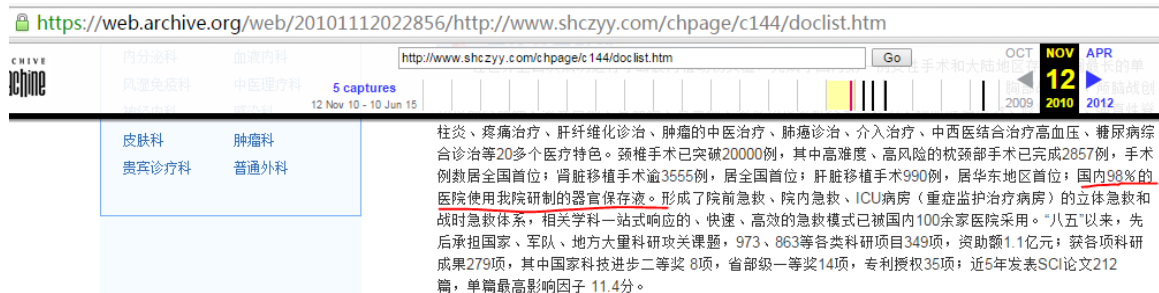 https://web.archive.org/web/20101112022856/http://www.shczyy.com/chpage/c144/doclist.htm
内分泌科 血液内科
http://www.shczyy.com/chpage/c144/doclist.htm Go
OCT NOV APR
风湿免疫科 中医理疗科
5 captures
12
12 Nov 10 - 10 Jun 15
2009 2010 2012
皮肤科 肿瘤科
贵宾诊疗科 普通外科
柱炎、疼痛治疗、肝纤维化诊治、肿瘤的中医治疗、肺癌诊治、介入治疗、中西医结合治疗高血压、糖尿病综
合诊治等20多个医疗特色。颈椎手术已突破20000例，其中高难度、高风险的枕颈部手术已完成2857例，手术
例数居全国首位；肾脏移植手术逾3555例，居全国首位；肝脏移植手术990例，居华东地区首位；国内98%的
医院使用我院研制的器官保存液。形成了院前急救、院内急救、ICU病房（重症监护治疗病房）的立体急救和
战时急救体系，相关学科一站式响应的、快速、高效的急救模式已被国内100余家医院采用。“八五”以来，先
后承担国家、军队、地方大量科研攻关课题，973、863等各类科研项目349项，资助额1.1亿元；获各项科研
成果279项，其中国家科技进步二等奖 8项，省部级一等奖14项，专利授权35项；近5年发表SCI论文212
篇，单篇最高影响因子 11.4分。